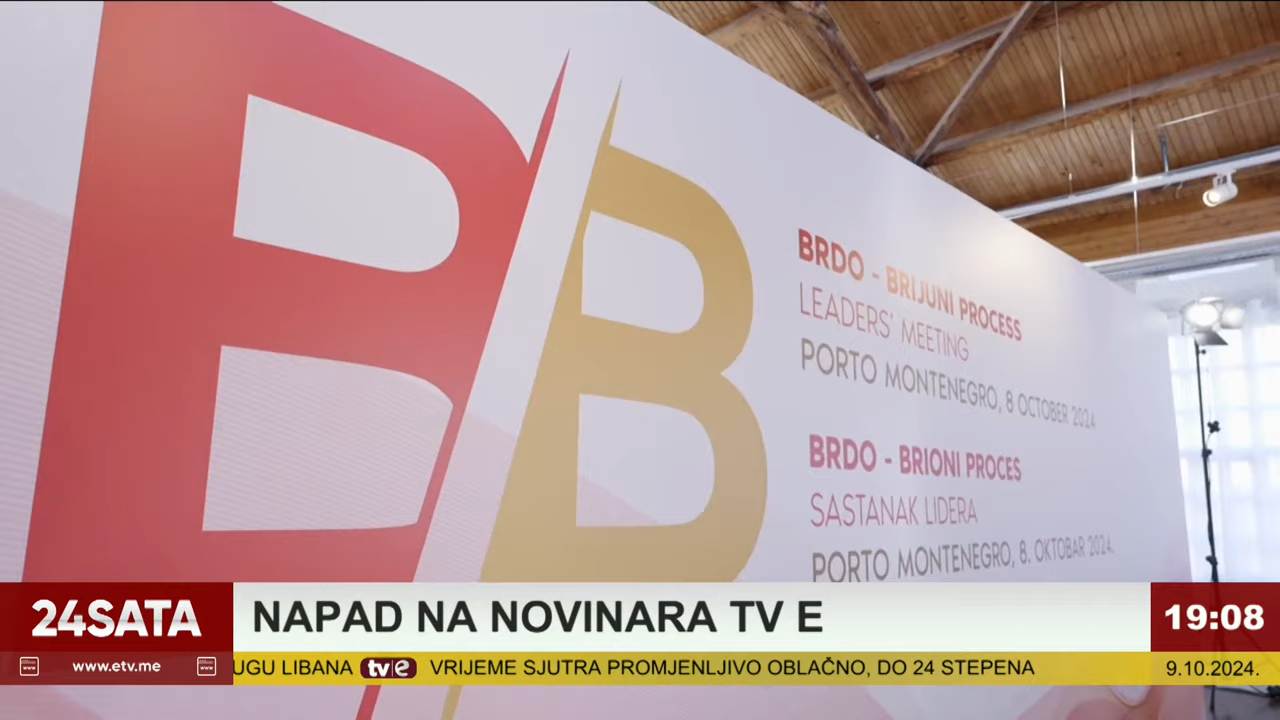 BRDO - BRIJUNI PROCESS
LEADERS' MEETING
PORTO MONTENEGRO, 8 OCTOBER 2024
BRDO - BRIONI PROCES
SASTANAK LIDERA
PORTO MONTENEGRO, 8. OKTOBAR 2024.
24SATA
NAPAD NA NOVINARA TV E
19:08
www.etv.me
UGU LIBANA tve VRIJEME SJUTRA PROMJENLJIVO OBLAČNO, DO 24 STEPENA
9.10.2024.